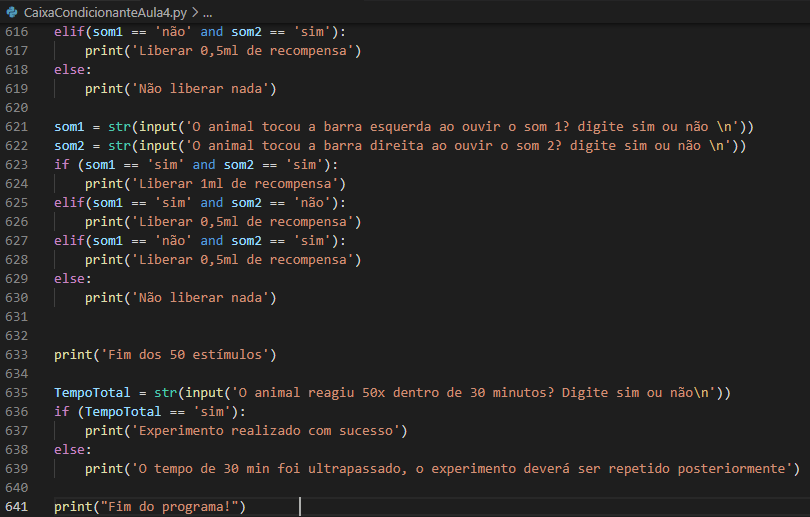 CaixaCondicionanteAula4.py > ...
616 elif(som1 == 'não' and som2 == 'sim'):
617     print('Liberar 0,5ml de recompensa')
618 else:
619     print('Não liberar nada')
620
621 som1 = str(input('O animal tocou a barra esquerda ao ouvir o som 1? digite sim ou não \n'))
622 som2 = str(input('O animal tocou a barra direita ao ouvir o som 2? digite sim ou não \n'))
623 if (som1 == 'sim' and som2 == 'sim'):
624     print('Liberar 1ml de recompensa')
625 elif(som1 == 'sim' and som2 == 'não'):
626     print('Liberar 0,5ml de recompensa')
627 elif(som1 == 'não' and som2 == 'sim'):
628     print('Liberar 0,5ml de recompensa')
629 else:
630     print('Não liberar nada')
631
632
633 print('Fim dos 50 estímulos')
634
635 TempoTotal = str(input('O animal reagiu 50x dentro de 30 minutos? Digite sim ou não\n'))
636 if (TempoTotal == 'sim'):
637     print('Experimento realizado com sucesso')
638 else:
639     print('O tempo de 30 min foi ultrapassado, o experimento deverá ser repetido posteriormente')
640
641 print("Fim do programa!")